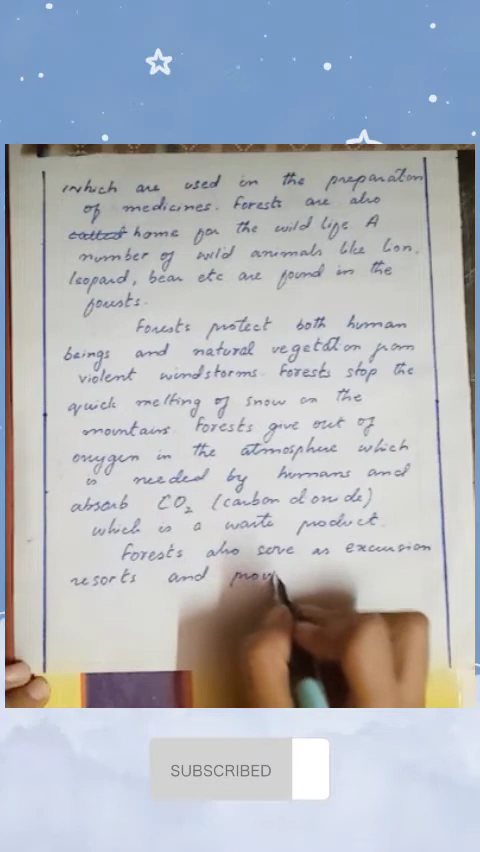 which are used in the preparation
of medicines. Forests are also
called home for the wild life. A
number of wild animals like lion,
leopard, bear etc are found in the
forests.
Forests protect both human
beings and natural vegetation from
violent windstorms. Forests stop the
quick melting of snow on the
mountains. Forests give out of
oxygen in the atmosphere which
is needed by humans and
absorb CO₂ (carbon dioxide)
which is a waste product.
Forests also serve as excursion
resorts and prov
SUBSCRIBED